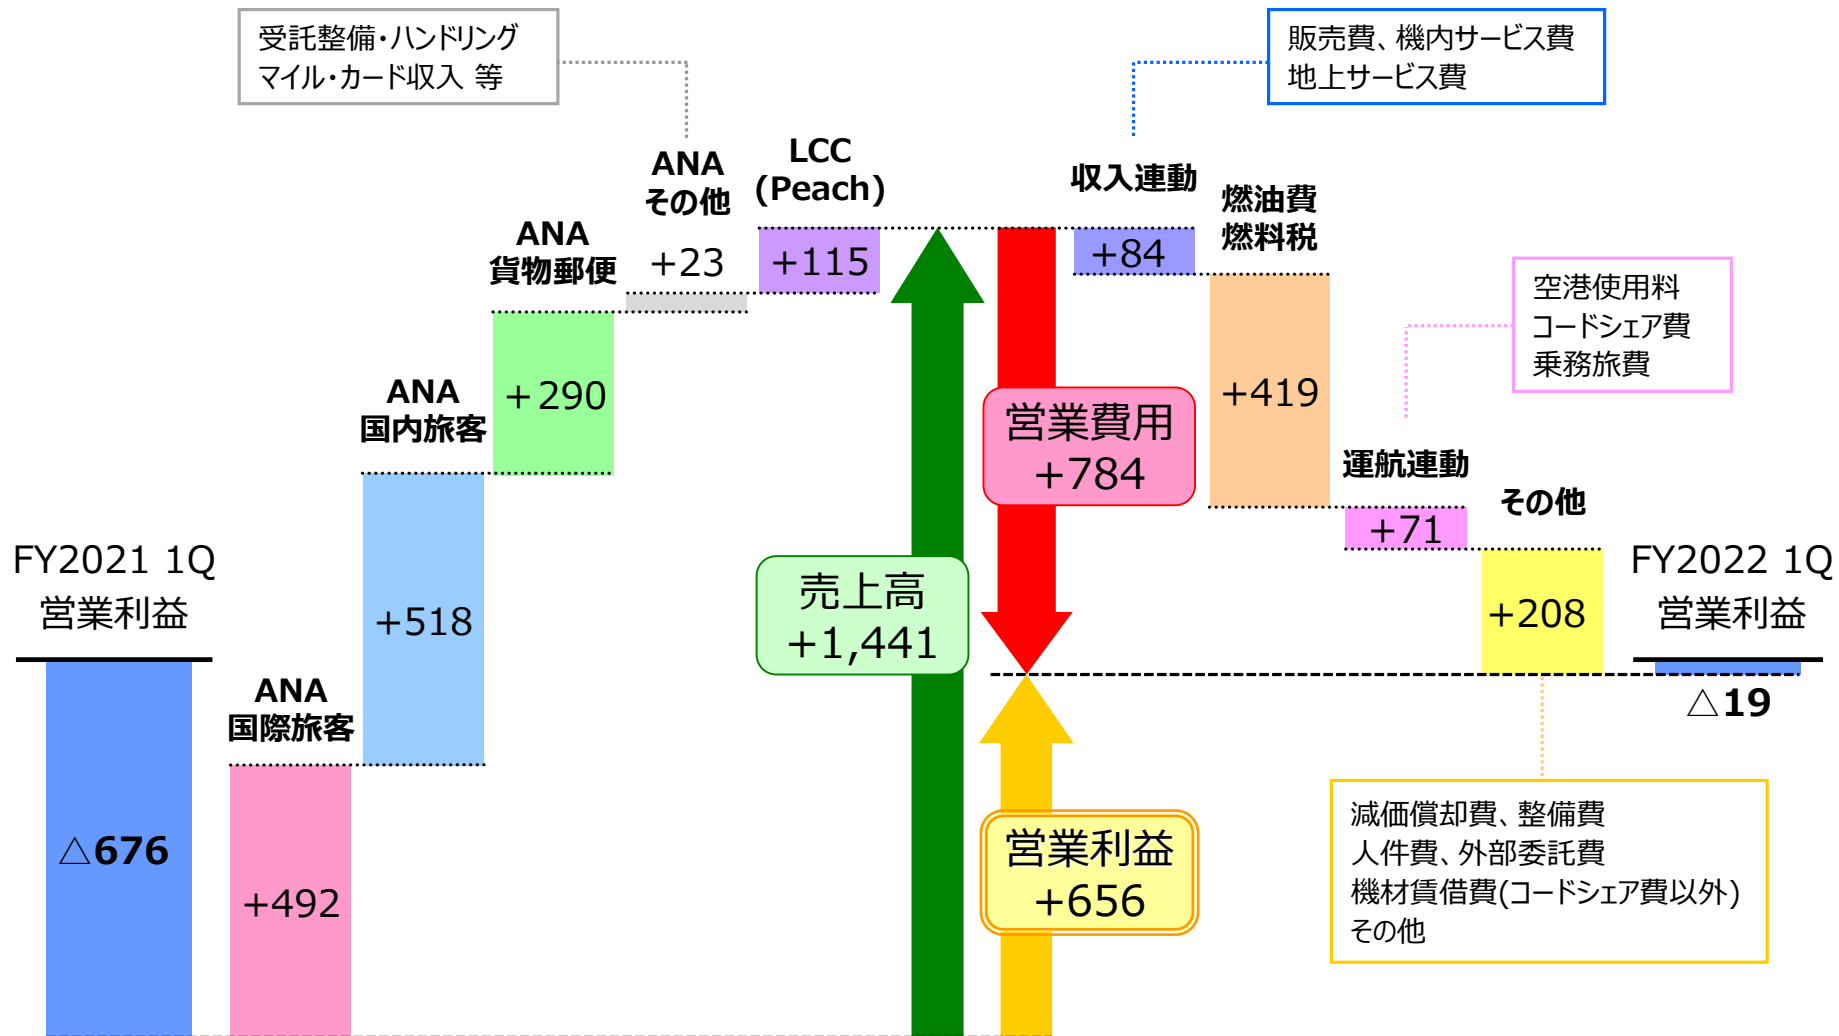 受託整備・ハンドリング
マイル・カード収入 等
販売費、機内サービス費
地上サービス費
ANA
その他
LCC
(Peach)
収入連動
燃油費
燃料税
ANA
貨物郵便
+23
+115
+84
空港使用料
コードシェア費
乗務旅費
ANA
国内旅客
+290
営業費用
+784
+419
運航連動
その他
+71
FY2021 1Q
営業利益
+518
売上高
+1,441
+208
FY2022 1Q
営業利益
ANA
国際旅客
△19
△676
+492
営業利益
+656
減価償却費、整備費
人件費、外部委託費
機材賃借費(コードシェア費以外)
その他